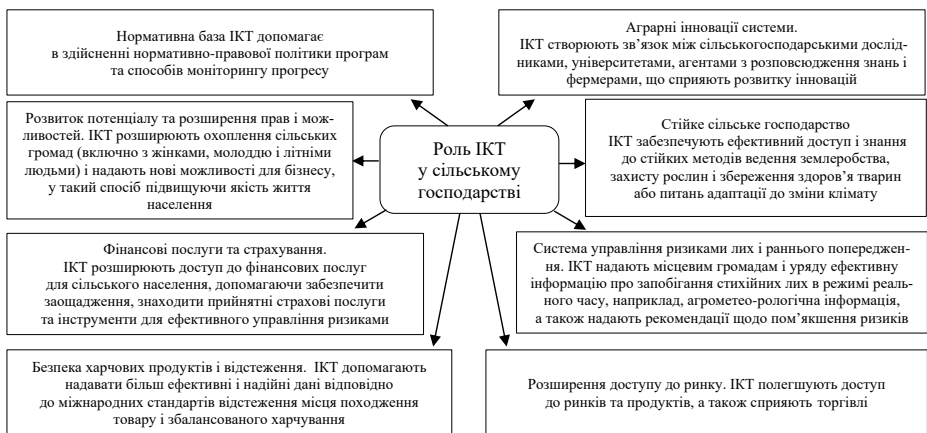 Нормативна база ІКТ допомагає
в здійсненні нормативно-правової політики програм
та способів моніторингу прогресу
Аграрні інновації системи.
ІКТ створюють зв’язок між сільськогосподарськими дослід-
никами, університетами, агентами з розповсюдження знань і
фермерами, що сприяють розвитку інновацій
Розвиток потенціалу та розширення прав і мож-
ливостей. ІКТ розширюють охоплення сільських
громад (включно з жінками, молоддю і літніми
людьми) і надають нові можливості для бізнесу,
у такий спосіб підвищуючи якість життя
населення
Роль ІКТ
у сільському
господарстві
Стійке сільське господарство
ІКТ забезпечують ефективний доступ і знання
до стійких методів ведення землеробства,
захисту рослин і збереження здоров’я тварин
або питань адаптації до зміни клімату
Фінансові послуги та страхування.
ІКТ розширюють доступ до фінансових послуг
для сільського населення, допомагаючи забезпечити
заощадження, знаходити прийнятні страхові послуги
та інструменти для ефективного управління ризиками
Система управління ризиками лих і раннього попереджен-
ня. ІКТ надають місцевим громадам і уряду ефективну
інформацію про запобігання стихійних лих в режимі реаль-
ного часу, наприклад, агрометео-рологічна інформація,
а також надають рекомендації щодо пом’якшення ризиків
Безпека харчових продуктів і відстеження. ІКТ допомагають
надавати більш ефективні і надійні дані відповідно
до міжнародних стандартів відстеження місця походження
товару і збалансованого харчування
Розширення доступу до ринку. ІКТ полегшують доступ
до ринків та продуктів, а також сприяють торгівлі